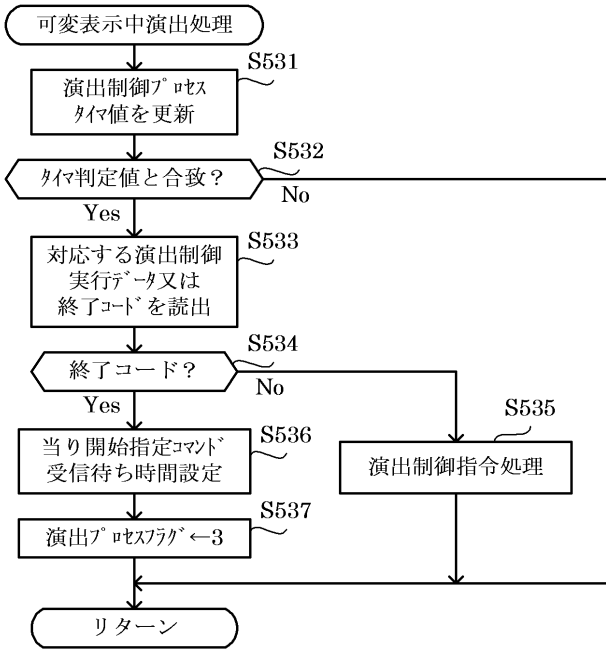 可変表示中演出処理
S531
演出制御ﾌﾟﾛｾｽ
ﾀｲﾏ値を更新
S532
ﾀｲﾏ判定値と合致？
No
Yes
S533
対応する演出制御
実行ﾃﾞｰﾀ又は
終了ｺｰﾄﾞを読出
S534
終了コード？
No
Yes
S535
演出制御指令処理
S536
当り開始指定ｺﾏﾝﾄﾞ
受信待ち時間設定
S537
演出ﾌﾟﾛｾｽﾌﾗｸﾞ←3
リターン